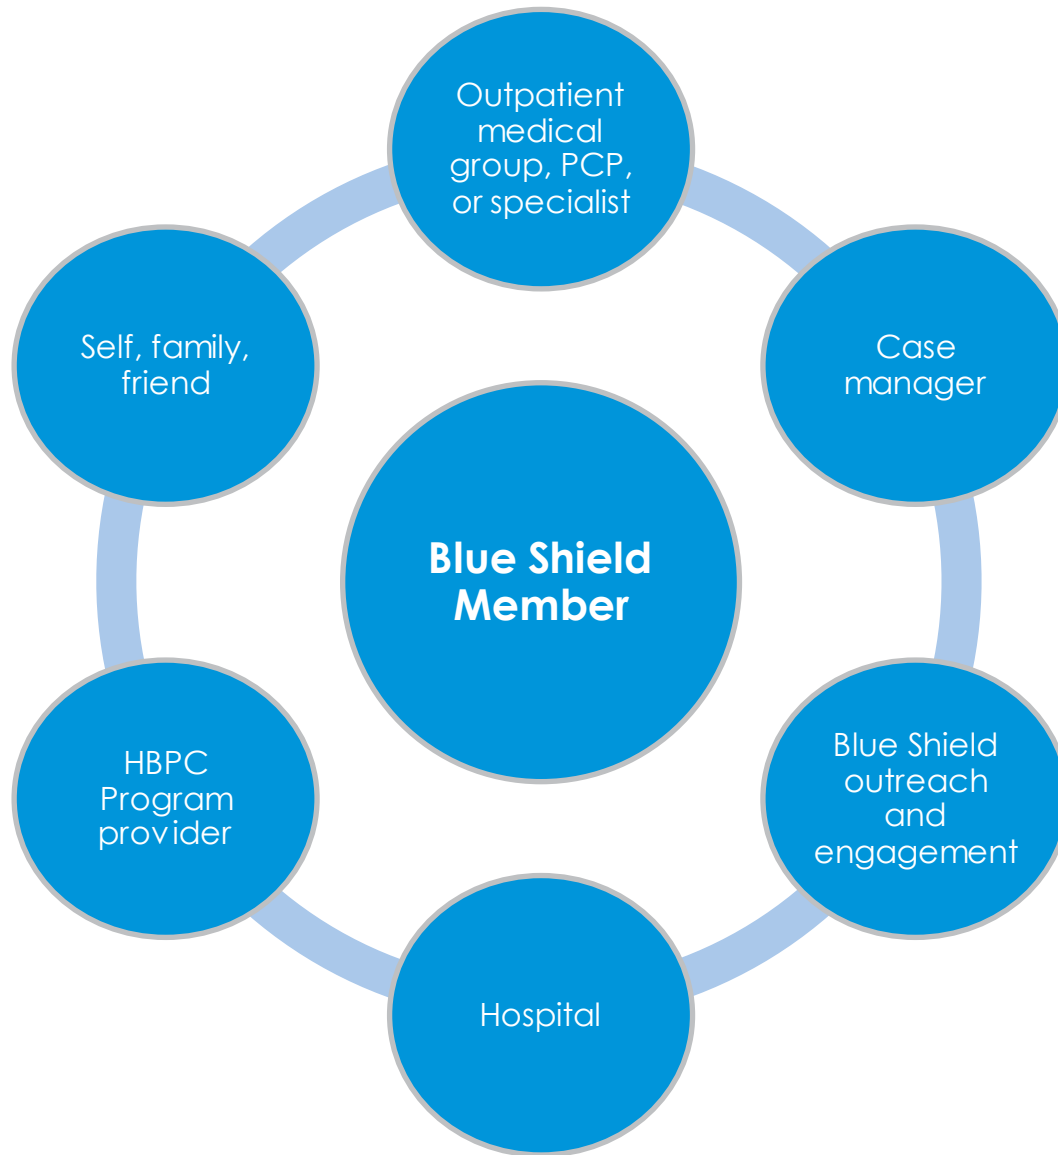 Outpatient
medical
group, PCP,
or specialist
Self, family,
friend
Case
manager
Blue Shield
Member
HBPC
Program
provider
Blue Shield
outreach
and
engagement
Hospital